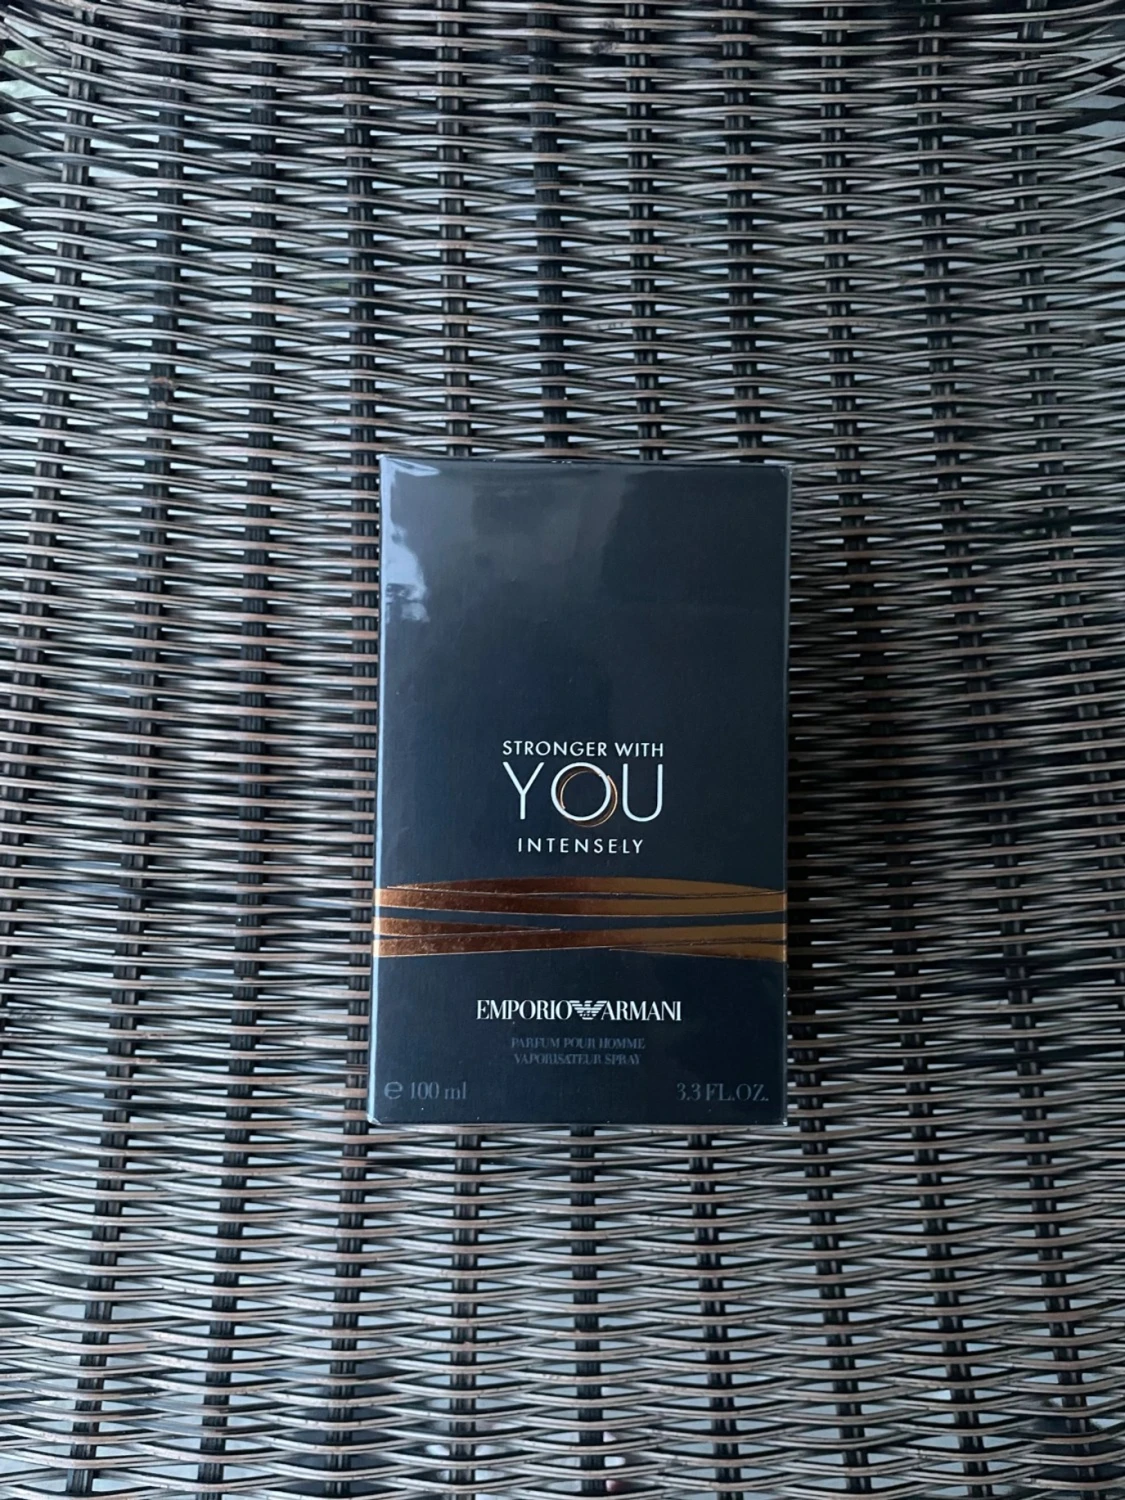 STRONGER WITH
YOU
INTENSELY
EMPORIO ARMANI
PARFUM POUR HOMME
VAPORISATEUR SPRAY
℮ 100 ml 3.3 FL.OZ.